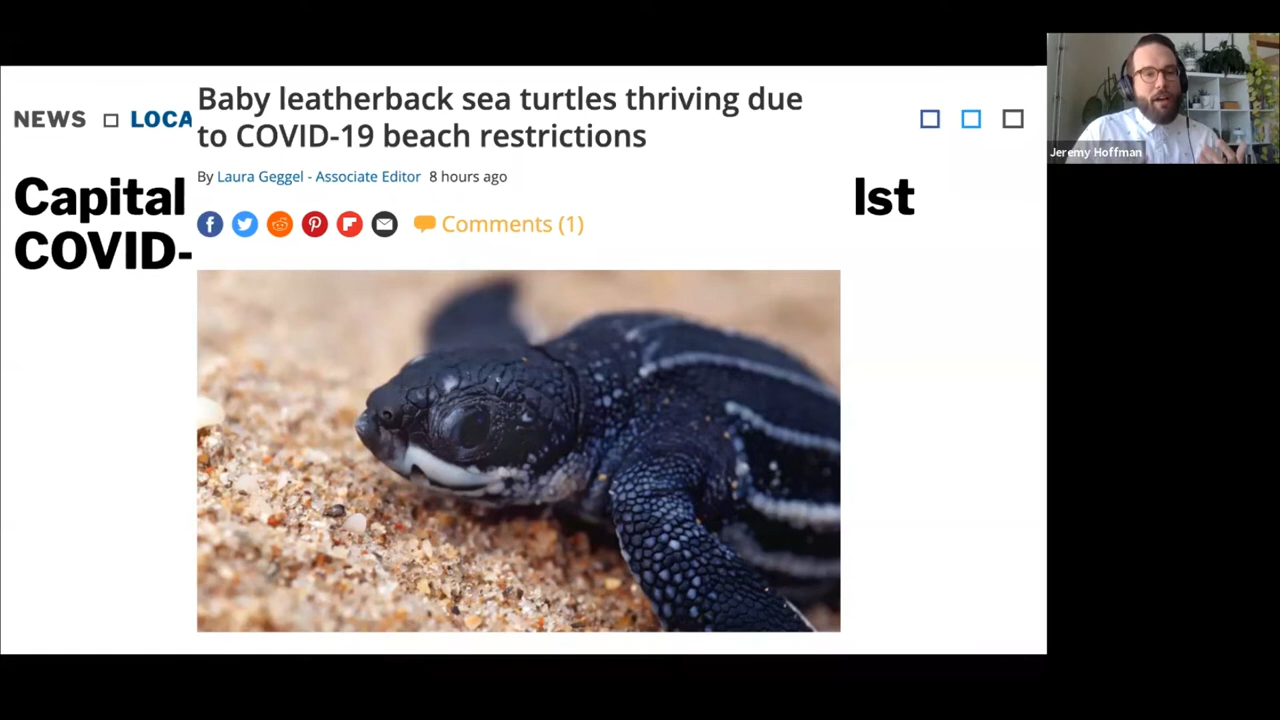 Baby leatherback sea turtles thriving due
to COVID-19 beach restrictions
By Laura Geggel - Associate Editor 8 hours ago
Comments (1)
NEWS LOCA
Capital
COVID-
lst
Jeremy Hoffman